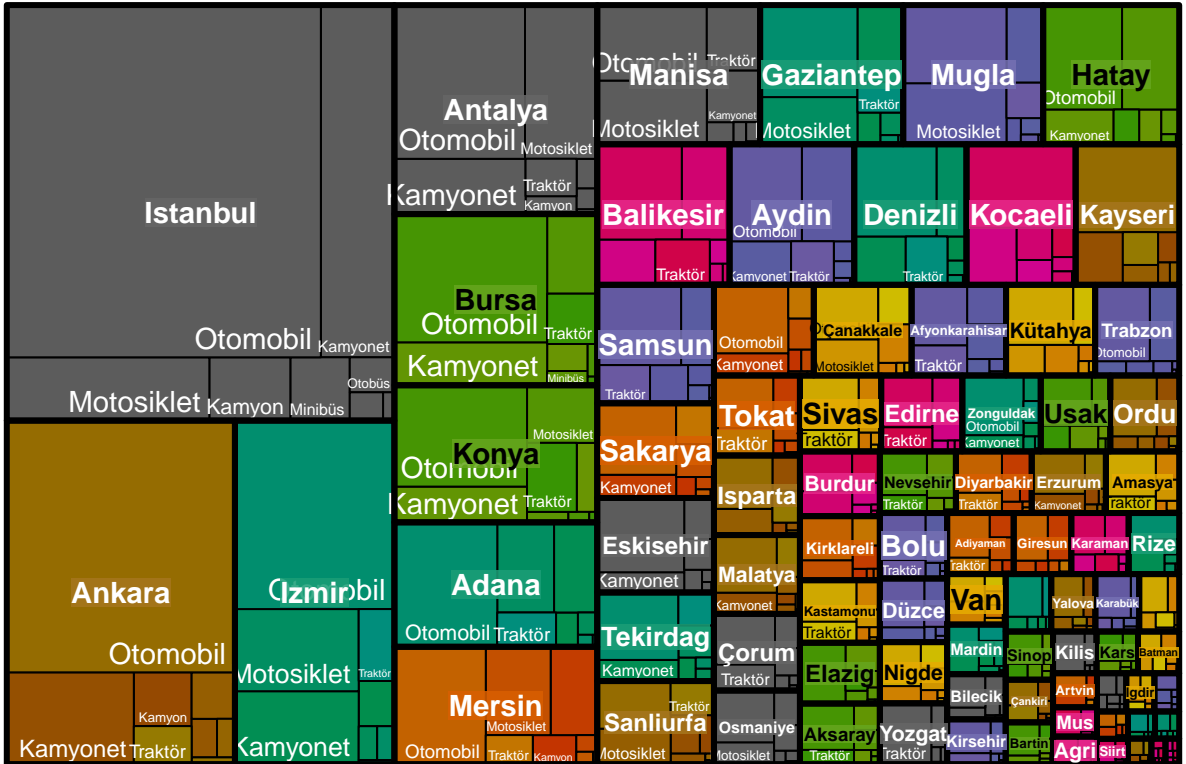 Istanbul
Otomobil
Kamyonet
Motosiklet
Kamyon
Minibüs
Otobüs
Ankara
Otomobil
Kamyonet
Kamyon
Traktör
Izmir
Otomobil
Motosiklet
Traktör
Kamyonet
Antalya
Otomobil
Motosiklet
Kamyonet
Traktör
Kamyon
Bursa
Otomobil
Traktör
Kamyonet
Minibüs
Konya
Otomobil
Motosiklet
Kamyonet
Traktör
Adana
Otomobil
Traktör
Mersin
Motosiklet
Otomobil
Traktör
Kamyon
Manisa
Otomobil
Traktör
Motosiklet
Kamyonet
Gaziantep
Traktör
Motosiklet
Mugla
Motosiklet
Hatay
Otomobil
Kamyonet
Balikesir
Traktör
Aydin
Otomobil
Kamyonet
Traktör
Denizli
Traktör
Kocaeli
Kayseri
Samsun
Traktör
Otomobil
Kamyonet
Çanakkale
Motosiklet
Afyonkarahisar
Traktör
Kütahya
Trabzon
Otomobil
Sakarya
Kamyonet
Tokat
Traktör
Sivas
Traktör
Edirne
Traktör
Zonguldak
Otomobil
Kamyonet
Usak
Ordu
Isparta
Burdur
Nevsehir
Traktör
Diyarbakir
Traktör
Erzurum
Kamyonet
Amasya
Traktör
Eskisehir
Kamyonet
Malatya
Kamyonet
Kirklareli
Bolu
Traktör
Adiyaman
Traktör
Giresun
Karaman
Rize
Tekirdag
Kamyonet
Çorum
Traktör
Kastamonu
Traktör
Düzce
Van
Yalova
Karabük
Elazig
Nigde
Mardin
Sinop
Kilis
Kars
Batman
Sanliurfa
Traktör
Motosiklet
Osmaniye
Motosiklet
Aksaray
Traktör
Yozgat
Traktör
Bilecik
Çankiri
Artvin
Igdir
Kirsehir
Bartin
Mus
Agri
Siirt